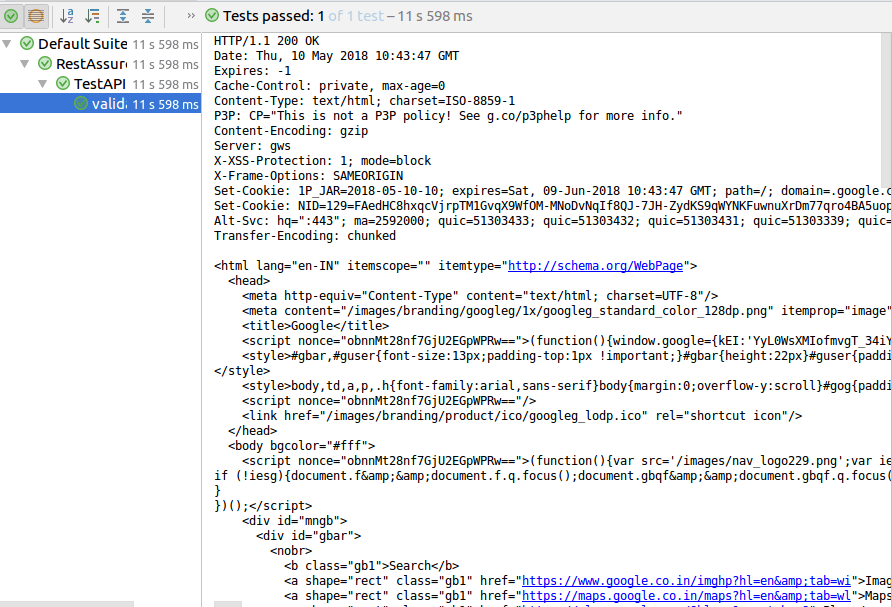 » Tests passed: 1 of 1 test – 11 s 598 ms
Default Suite 11 s 598 ms
RestAssur 11 s 598 ms
TestAPI 11 s 598 ms
valida 11 s 598 ms
HTTP/1.1 200 OK
Date: Thu, 10 May 2018 10:43:47 GMT
Expires: -1
Cache-Control: private, max-age=0
Content-Type: text/html; charset=ISO-8859-1
P3P: CP="This is not a P3P policy! See g.co/p3phelp for more info."
Content-Encoding: gzip
Server: gws
X-XSS-Protection: 1; mode=block
X-Frame-Options: SAMEORIGIN
Set-Cookie: 1P_JAR=2018-05-10-10; expires=Sat, 09-Jun-2018 10:43:47 GMT; path=/; domain=.google.c
Set-Cookie: NID=129=FAedHC8hxqcVjrpTM1GvqX9WfOM-MNoDvNqIf8QJ-7JH-ZydKS9qWYNKFuwnuXrDm77qro4BA5uop
Alt-Svc: hq=":443"; ma=2592000; quic=51303433; quic=51303432; quic=51303431; quic=51303339; quic=
Transfer-Encoding: chunked
<html lang="en-IN" itemscope="" itemtype="http://schema.org/WebPage">
<head>
<meta http-equiv="Content-Type" content="text/html; charset=UTF-8"/>
<meta content="/images/branding/googleg/1x/googleg_standard_color_128dp.png" itemprop="image"
<title>Google</title>
<script nonce="obnnMt28nf7GjU2EGpWPRw==">(function(){window.google={kEI:'YyL0WsXMIofmvgT_34iY
<style>#gbar,#guser{font-size:13px;padding-top:1px !important;}#gbar{height:22px}#guser{paddi
</style>
<style>body,td,a,p,.h{font-family:arial,sans-serif}body{margin:0;overflow-y:scroll}#gog{paddi
<script nonce="obnnMt28nf7GjU2EGpWPRw=="/>
<link href="/images/branding/product/ico/googleg_lodp.ico" rel="shortcut icon"/>
</head>
<body bgcolor="#fff">
<script nonce="obnnMt28nf7GjU2EGpWPRw==">(function(){var src='/images/nav_logo229.png';var ie
if (!iesg){document.f&amp;&amp;document.f.q.focus();document.gbqf&amp;&amp;document.gbqf.q.focus(
}
})();</script>
<div id="mngb">
<div id="gbar">
<nobr>
<b class="gb1">Search</b>
<a shape="rect" class="gb1" href="https://www.google.co.in/imghp?hl=en&amp;tab=wi">Imag
<a shape="rect" class="gb1" href="https://maps.google.co.in/maps?hl=en&amp;tab=wl">Maps